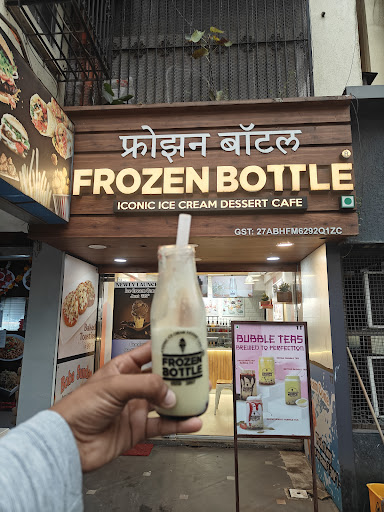 फ्रोझन बॉटल
FROZEN BOTTLE
ICONIC ICE CREAM DESSERT CAFE
GST: 27ABHFM6292Q1ZC
NEWLY LAUNCHED
BUBBLE TEAS
BREWED TO PERFECTION
FROZEN
BOTTLE